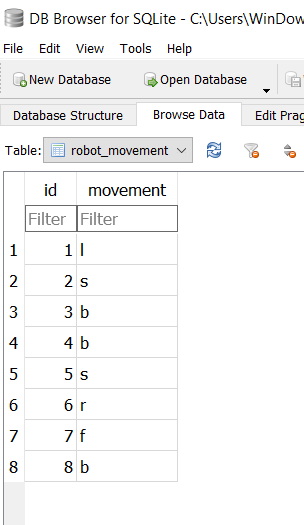 DB Browser for SQLite - C:\Users\WinDow
File Edit View Tools Help
New Database Open Database
Database Structure Browse Data Edit Prag
Table: robot_movement
id movement
Filter Filter
1 1 l
2 2 s
3 3 b
4 4 b
5 5 s
6 6 r
7 7 f
8 8 b